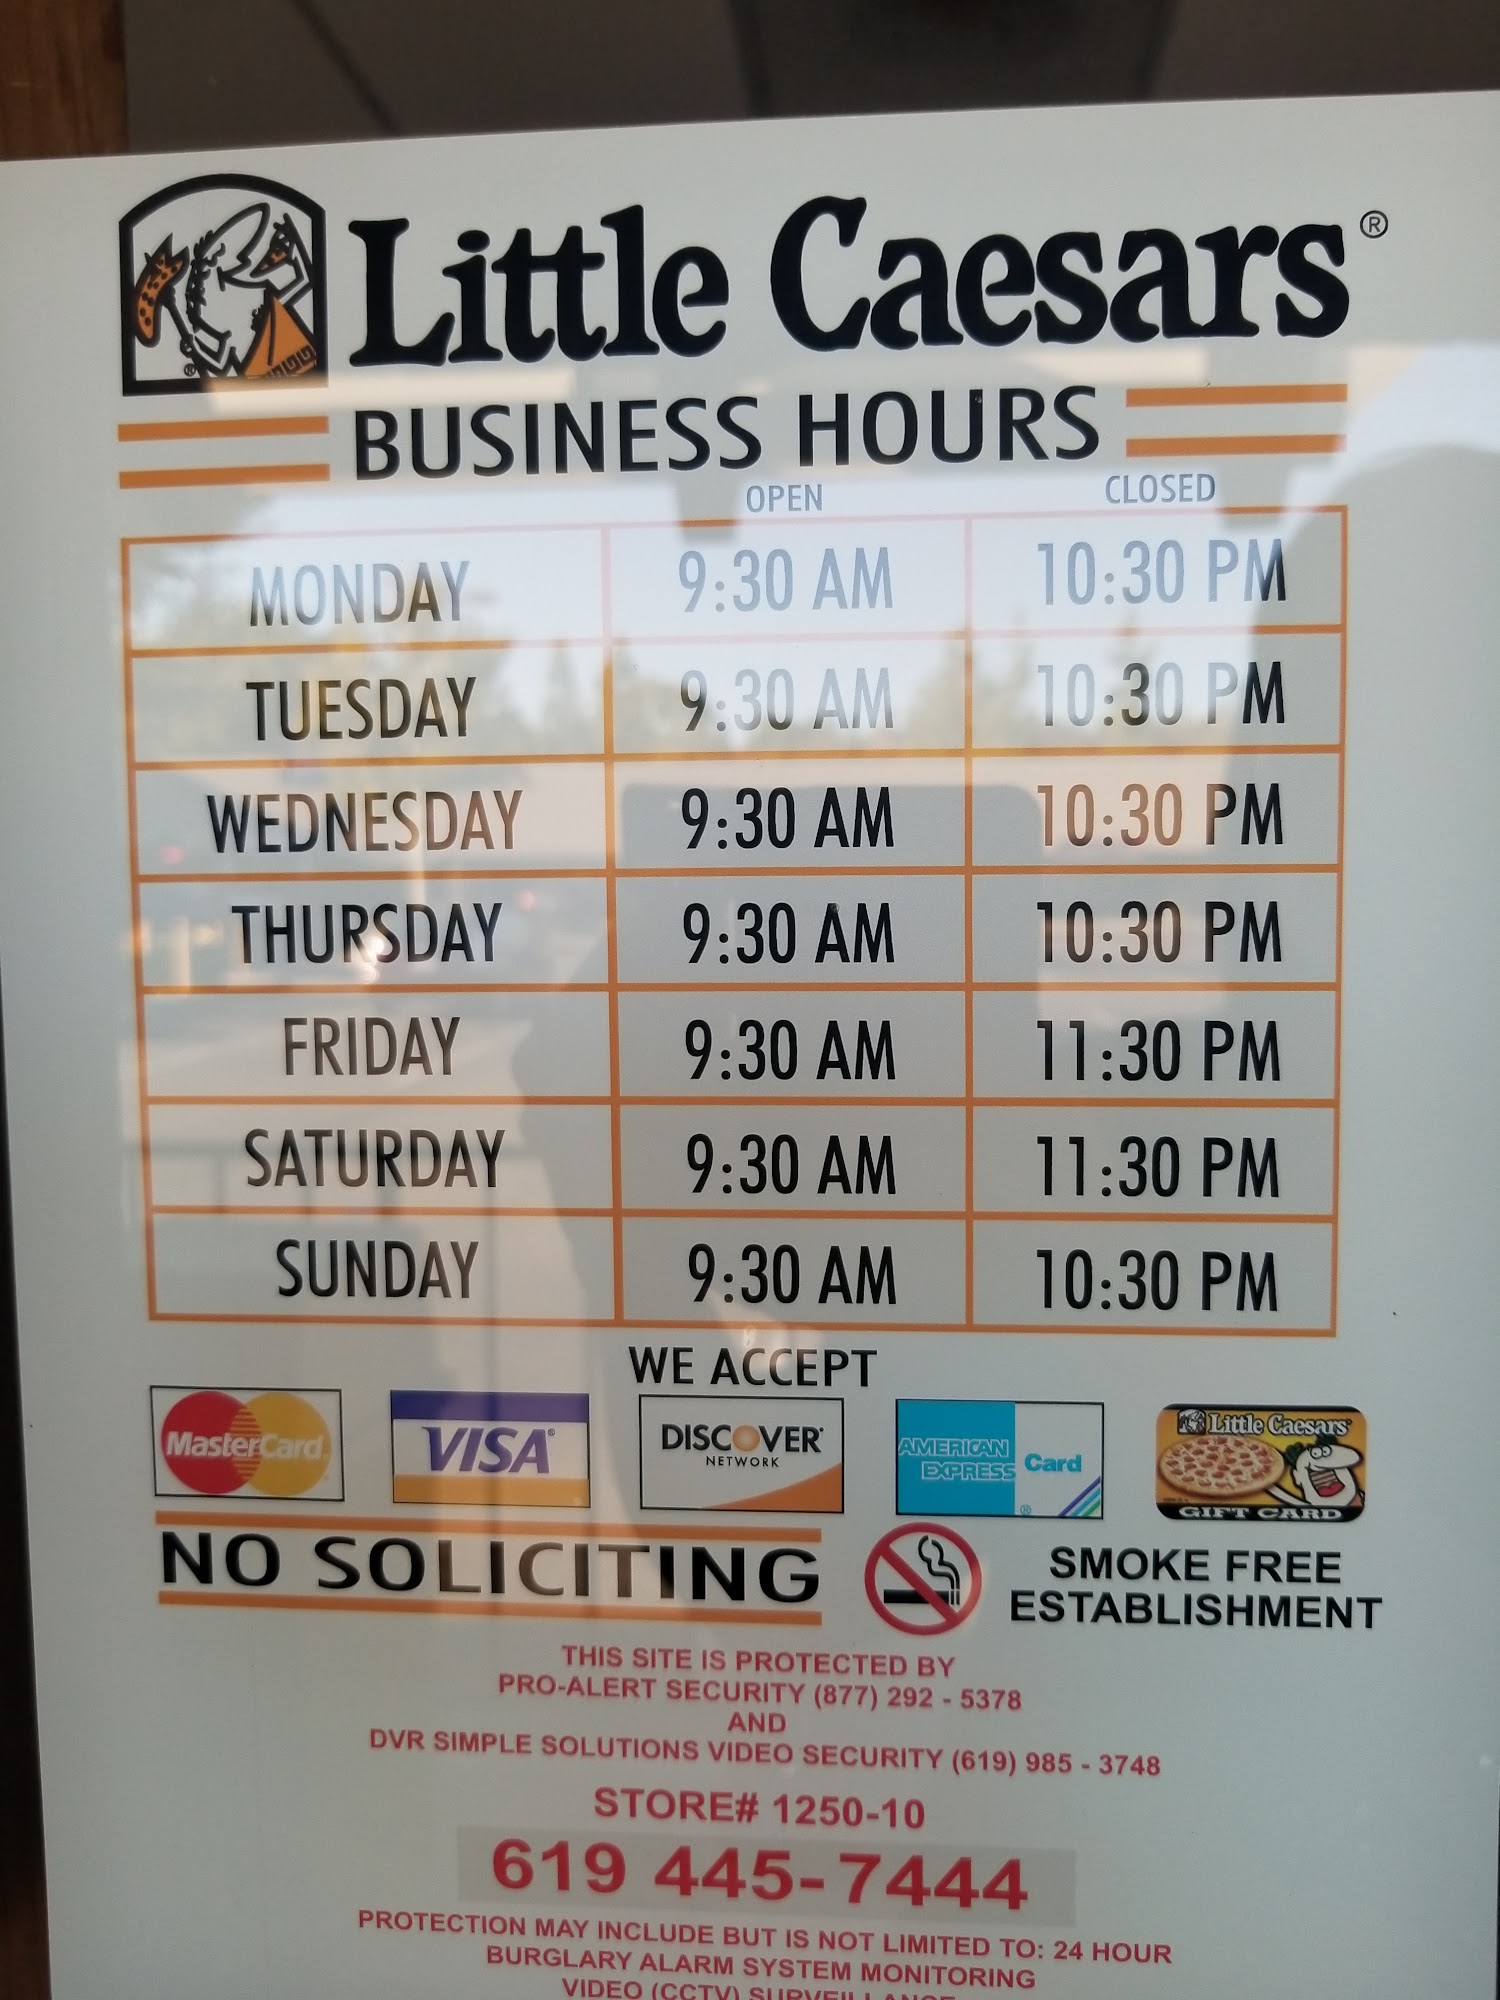 Little Caesars®
BUSINESS HOURS
OPEN CLOSED
MONDAY 9:30 AM 10:30 PM
TUESDAY 9:30 AM 10:30 PM
WEDNESDAY 9:30 AM 10:30 PM
THURSDAY 9:30 AM 10:30 PM
FRIDAY 9:30 AM 11:30 PM
SATURDAY 9:30 AM 11:30 PM
SUNDAY 9:30 AM 10:30 PM
WE ACCEPT
MasterCard VISA® DISCOVER® NETWORK AMERICAN EXPRESS® Card Little Caesars® GIFT CARD
NO SOLICITING
SMOKE FREE
ESTABLISHMENT
THIS SITE IS PROTECTED BY
PRO-ALERT SECURITY (877) 292 - 5378
AND
DVR SIMPLE SOLUTIONS VIDEO SECURITY (619) 985 - 3748
STORE# 1250-10
619 445-7444
PROTECTION MAY INCLUDE BUT IS NOT LIMITED TO: 24 HOUR
BURGLARY ALARM SYSTEM MONITORING
VIDEO (CCTV) SURVEILLANCE